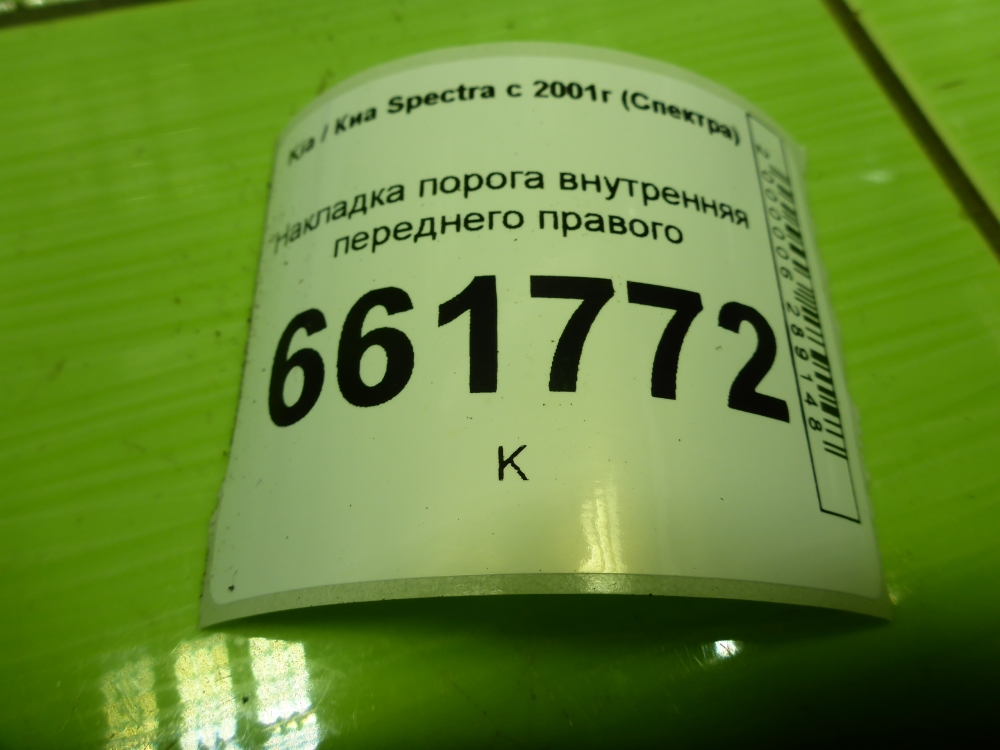 Kia / Киа Spectra с 2001г (Спектра)
Накладка порога внутренняя
переднего правого
661772
К
2000006289148